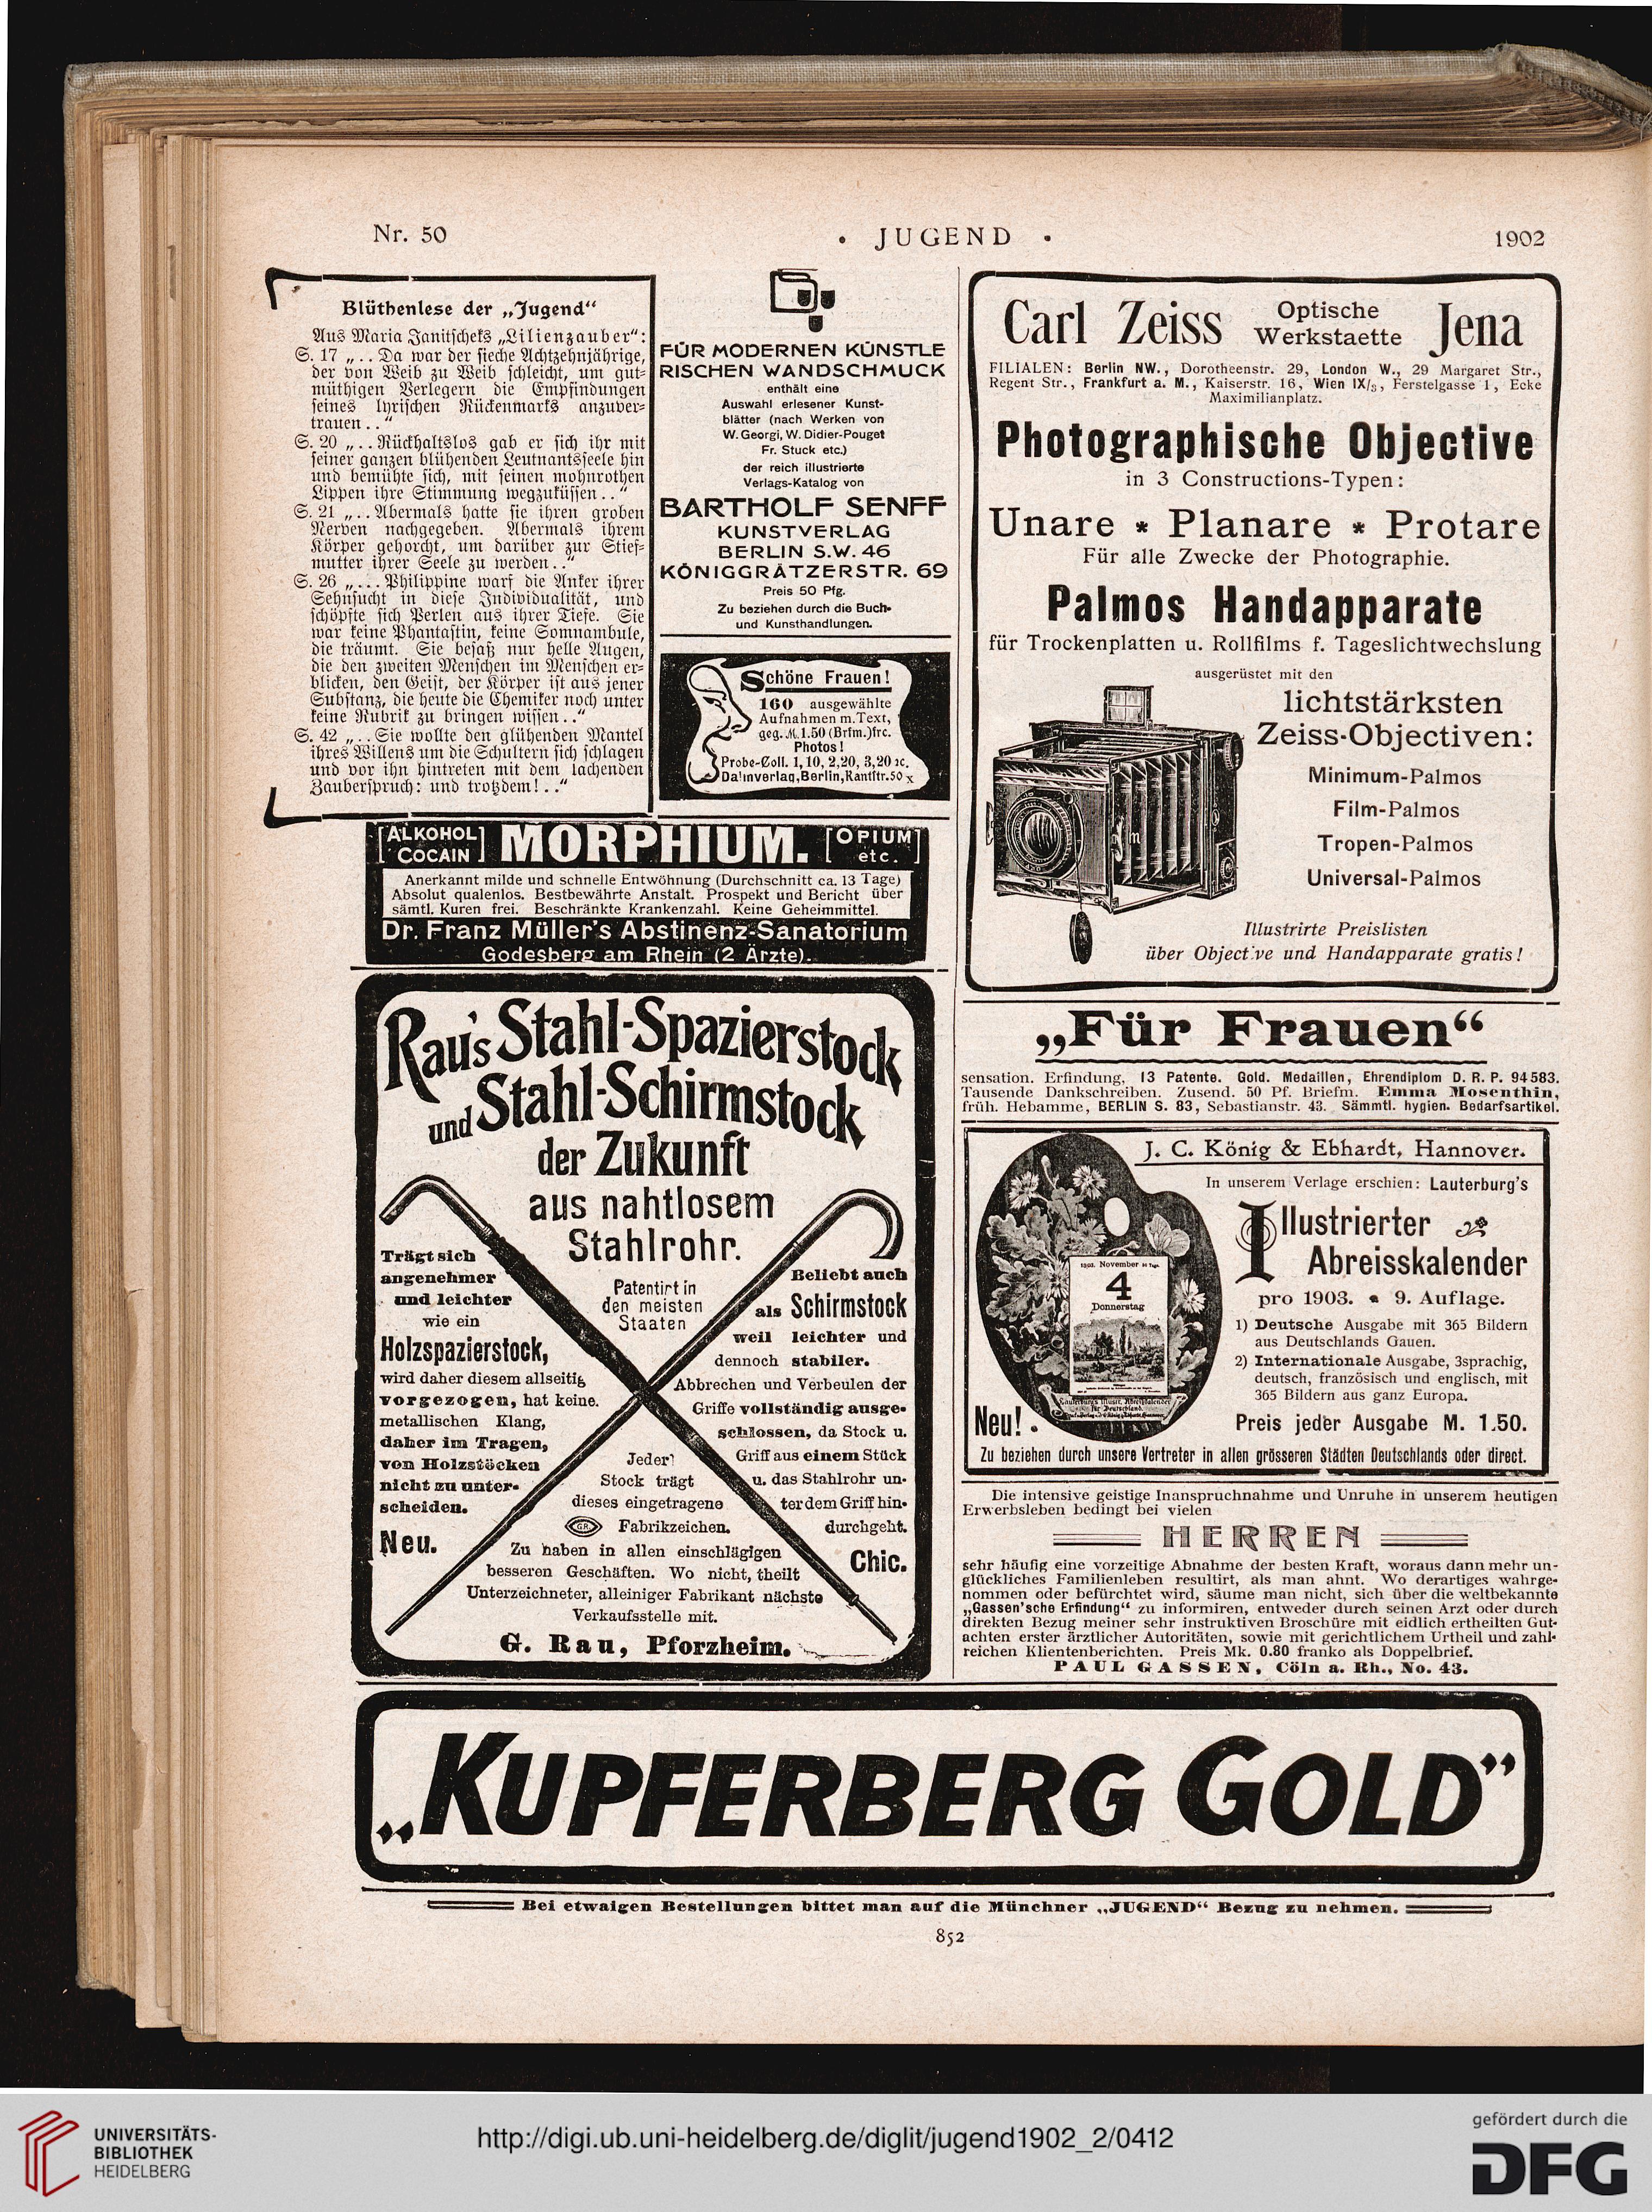 Nr. 50
• JUGEND •
1902
Blüthenlese der „Jugend“
Aus Maria Janitscheks „Lilienzauber“:
S. 17 „.. Da war der sieche Achtzehnjährige,
der von Weib zu Weib schleicht, um gut-
müthigen Verlegern die Empfindungen
seines lyrischen Rückenmarks anzuver-
trauen .. “
S. 20 „.. Rückhaltslos gab er sich ihr mit
seiner ganzen blühenden Leutnantsseele hin
und bemühte sich, mit seinen mohnrothen
Lippen ihre Stimmung wegzuküssen .. “
S. 21 „.. Abermals hatte sie ihren groben
Nerven nachgegeben. Abermals ihrem
Körper gehorcht, um darüber zur Stief-
mutter ihrer Seele zu werden .. “
S. 26 „... Philippine warf die Anker ihrer
Sehnsucht in diese Individualität, und
schöpfte sich Perlen aus ihrer Tiefe. Sie
war keine Phantastin, keine Somnambule,
die träumt. Sie besaß nur helle Augen,
die den zweiten Menschen im Menschen er-
blicken, den Geist, der Körper ist aus jener
Substanz, die heute die Chemiker noch unter
keine Rubrik zu bringen wissen .. “
S. 42 „.. Sie wollte den glühenden Mantel
ihres Willens um die Schultern sich schlagen
und vor ihn hintreten mit dem lachenden
Zauberspruch: und trotzdem! .. “
FÜR MODERNEN KÜNSTLE
RISCHEN WANDSCHMUCK
enthält eine
Auswahl erlesener Kunst-
blätter (nach Werken von
W. Georgi, W. Didier-Pouget
Fr. Stuck etc.)
der reich illustrierte
Verlags-Katalog von
BARTHOLF SENFF
KUNSTVERLAG
BERLIN S.W. 46
KÖNIGGRÄTZERSTR. 69
Preis 50 Pfg.
Zu beziehen durch die Buch-
und Kunsthandlungen.
Schöne Frauen!
160 ausgewählte
Aufnahmen m. Text,
geg. ℳ 1.50 (Brfm.) frc.
Photos!
Probe-Coll. 1,10, 2,20, 3,20 ꝛc.
Dalmverlag, Berlin, Kantstr. 50 x
[ALKOHOL COCAIN] MORPHIUM. [OPIUM etc.]
Anerkannt milde und schnelle Entwöhnung (Durchschnitt ca. 13 Tage)
Absolut qualenlos. Bestbewährte Anstalt. Prospekt und Bericht über
sämtl. Kuren frei. Beschränkte Krankenzahl. Keine Geheimmittel.
Dr. Franz Müller's Abstinenz-Sanatorium
Godesberg am Rhein (2 Ärzte).
Rau's Stahl-Spazierstock
und Stahl-Schirmstock
der Zukunft
aus nahtlosem
Stahlrohr.
Patentirt in
den meisten
Staaten
Trägt sich
angenehmer
und leichter
wie ein
Holzspazierstock,
wird daher diesem allseitig
vorgezogen, hat keine.
metallischen Klang,
daher im Tragen,
von Holzstöcken
nicht zu unter-
scheiden.
Neu.
Beliebt auch
als Schirmstock
weil leichter und
dennoch stabiler.
Abbrechen und Verbeulen der
Griffe vollständig ausge-
schlossen, da Stock u.
Griff aus einem Stück
u. das Stahlrohr un-
ter dem Griff hin-
durchgeht.
Chic.
Jeder
Stock trägt
dieses eingetragene
G.R. Fabrikzeichen.
Zu haben in allen einschlägigen
besseren Geschäften. Wo nicht, theilt
Unterzeichneter, alleiniger Fabrikant nächste
Verkaufsstelle mit.
G. Rau, Pforzheim.
Carl Zeiss Optische Werkstaette Jena
FILIALEN: Berlin NW., Dorotheenstr. 29, London W., 29 Margaret Str.,
Regent Str., Frankfurt a. M., Kaiserstr. 16, Wien IX/3, Ferstelgasse 1, Ecke
Maximilianplatz.
Photographische Objective
in 3 Constructions-Typen:
Unare * Planare * Protare
Für alle Zwecke der Photographie.
Palmos Handapparate
für Trockenplatten u. Rollfilms f. Tageslichtwechslung
ausgerüstet mit den
lichtstärksten
Zeiss-Objectiven:
Minimum-Palmos
Film-Palmos
Tropen-Palmos
Universal-Palmos
Illustrirte Preislisten
über Objective und Handapparate gratis!
„Für Frauen“
sensation. Erfindung, 13 Patente. Gold. Medaillen, Ehrendiplom D. R. P. 94583.
Tausende Dankschreiben. Zusend. 50 Pf. Briefm. Emma Mosenthin,
früh. Hebamme, BERLIN S. 83, Sebastianstr. 43. Sämmtl. hygien. Bedarfsartikel.
J. C. König & Ebhardt, Hannover.
In unserem Verlage erschien: Lauterburg's
Illustrierter
Abreisskalender
pro 1903. • 9. Auflage.
1) Deutsche Ausgabe mit 365 Bildern
aus Deutschlands Gauen.
2) Internationale Ausgabe, 3sprachig,
deutsch, französisch und englisch, mit
365 Bildern aus ganz Europa.
Preis jeder Ausgabe M. 1.50.
November
4
Donnerstag
Lauterburg's Illustr. Abreisskalender
für Deutschland.
Neu!
Zu beziehen durch unsere Vertreter in allen grösseren Städten Deutschlands oder direct.
Die intensive geistige Inanspruchnahme und Unruhe in unserem heutigen
Erwerbsleben bedingt bei vielen
HERREN
sehr häufig eine vorzeitige Abnahme der besten Kraft, woraus dann mehr un-
glückliches Familienleben resultirt, als man ahnt. Wo derartiges wahrge-
nommen oder befürchtet wird, säume man nicht, sich über die weltbekannte
„Gassen'sche Erfindung“ zu informiren, entweder durch seinen Arzt oder durch
direkten Bezug meiner sehr instruktiven Broschüre mit eidlich ertheilten Gut-
achten erster ärztlicher Autoritäten, sowie mit gerichtlichem Urtheil und zahl-
reichen Klientenberichten. Preis Mk. 0.80 franko als Doppelbrief.
PAUL GASSEN, Cöln a. Rh., No. 43.
„KUPFERBERG GOLD”
Bei etwaigen Bestellungen bittet man auf die Münchner „JUGEND“ Bezug zu nehmen.
852
UNIVERSITÄTS-
BIBLIOTHEK
HEIDELBERG
http://digi.ub.uni-heidelberg.de/diglit/jugend1902_2/0412
gefördert durch die
DFG